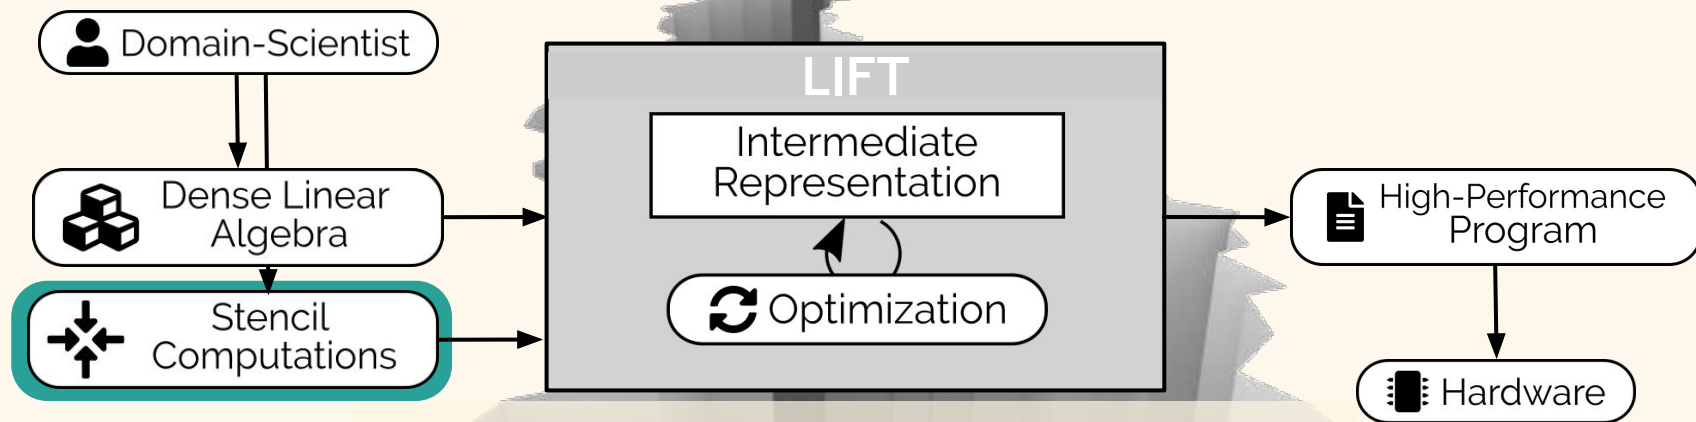 Domain-Scientist
LIFT
Intermediate
Representation
Dense Linear
Algebra
High-Performance
Program
Stencil
Computations
Optimization
Hardware